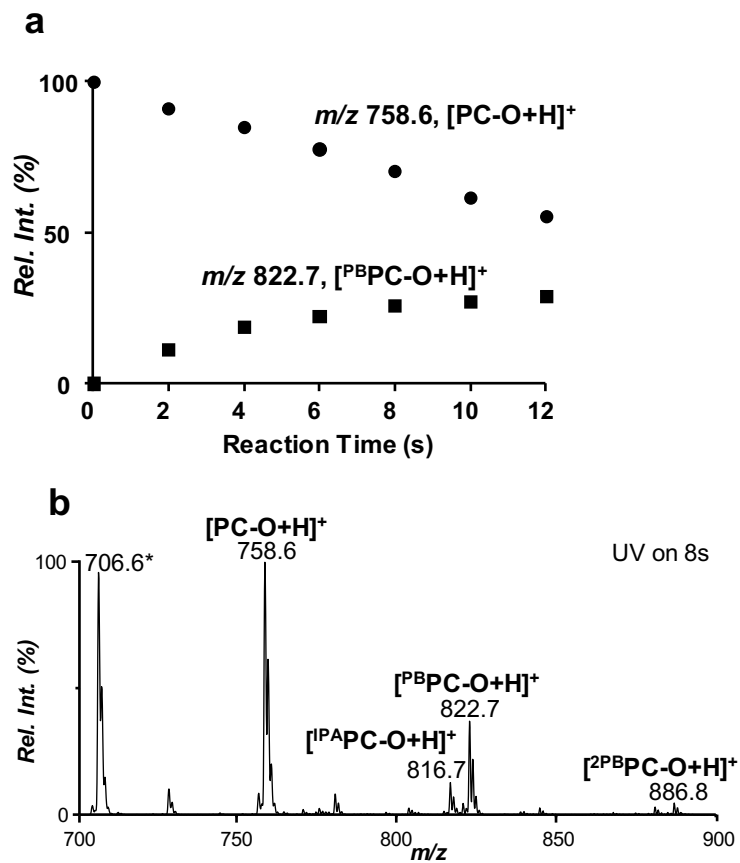 a
100
m/z 758.6, [PC-O+H]⁺
Rel. Int. (%)
50
m/z 822.7, [ᴾᴮPC-O+H]⁺
0
0 2 4 6 8 10 12
Reaction Time (s)
b
[PC-O+H]⁺
706.6* 758.6 UV on 8s
100
Rel. Int. (%)
[ᴾᴮPC-O+H]⁺
822.7
[ᴵᴾᴬPC-O+H]⁺
816.7
[²ᴾᴮPC-O+H]⁺
886.8
0
700 750 800 850 900
m/z